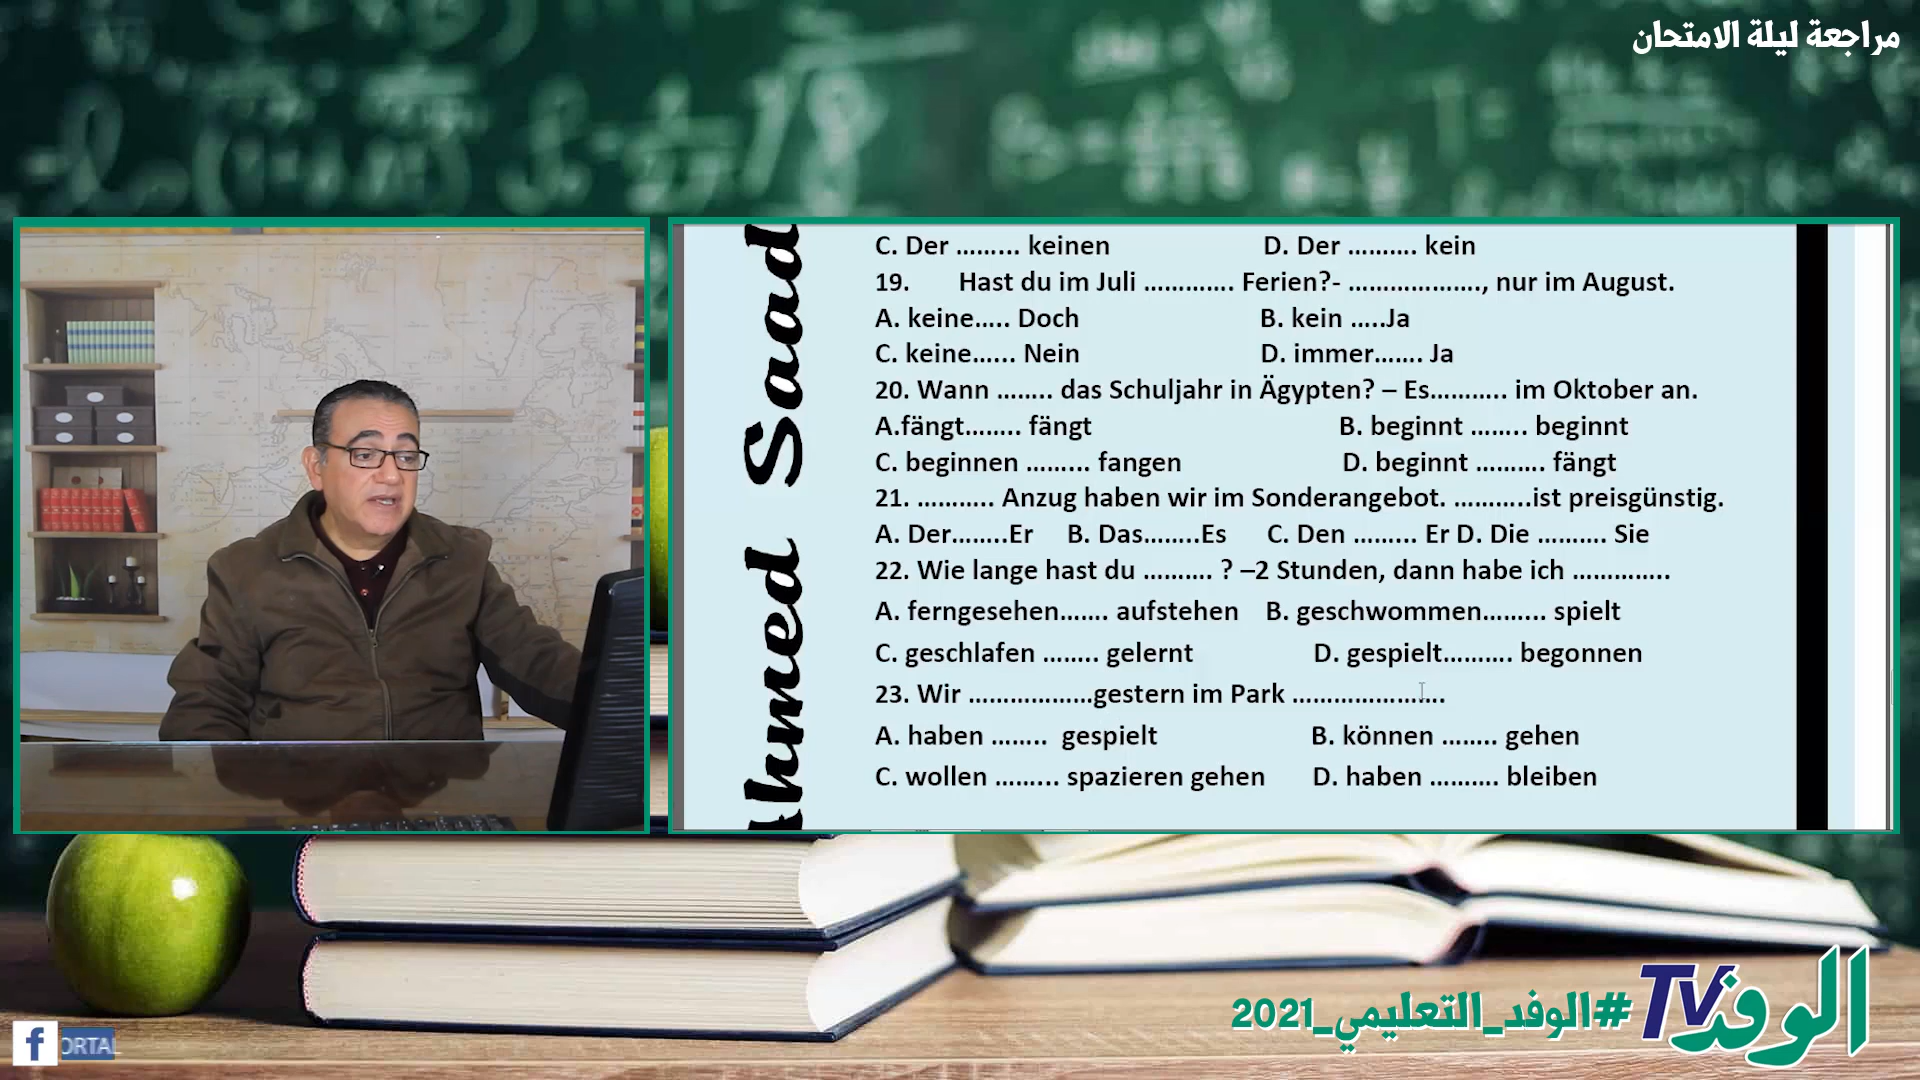 مراجعة ليلة الامتحان
Ahmed Saad
C. Der ……... keinen D. Der ………. kein
19. Hast du im Juli …………. Ferien?- ………………., nur im August.
A. keine….. Doch B. kein …..Ja
C. keine…... Nein D. immer……. Ja
20. Wann …….. das Schuljahr in Ägypten? – Es……….. im Oktober an.
A.fängt…….. fängt B. beginnt …….. beginnt
C. beginnen ……... fangen D. beginnt ………. fängt
21. ……….. Anzug haben wir im Sonderangebot. ………..ist preisgünstig.
A. Der……..Er B. Das……..Es C. Den ……... Er D. Die ………. Sie
22. Wie lange hast du ………. ? –2 Stunden, dann habe ich …………..
A. ferngesehen……. aufstehen B. geschwommen……... spielt
C. geschlafen …….. gelernt D. gespielt………. begonnen
23. Wir ………………gestern im Park ………………….
A. haben …….. gespielt B. können …….. gehen
C. wollen ……... spazieren gehen D. haben ………. bleiben
#الوفد_التعليمي_2021
الوفد TV
f ORTAL